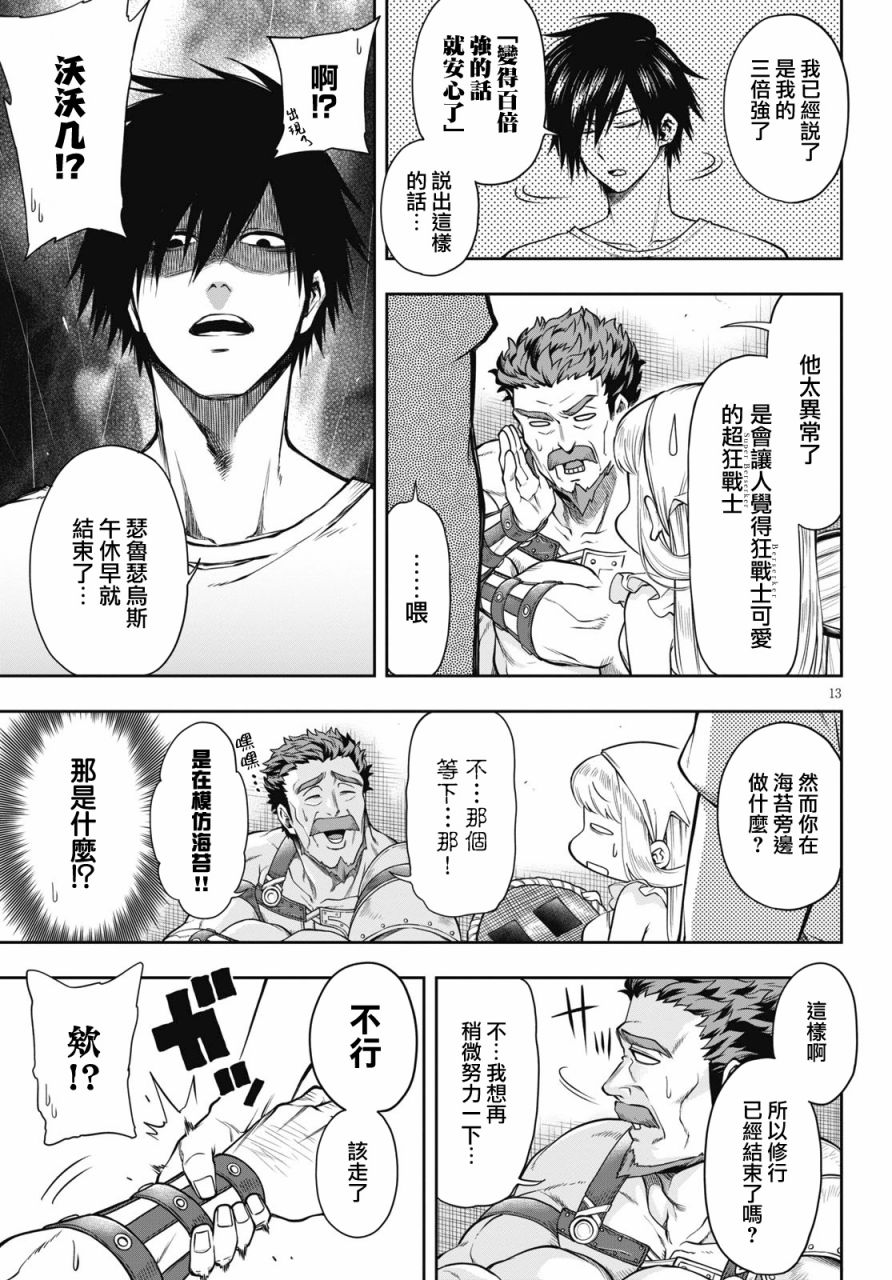 我已經說了
是我的
三倍強了
「變得百倍
強的話
就安心了」
說出這樣
的話…
他太異常了
是會讓人覺得狂戰士可愛
Berserker
的超狂戰士
Super Berserker
……喂
啊!?
出現了
沃沃几!?
瑟魯瑟烏斯
午休早就
結束了…
13
然而你在
海苔旁邊
做什麼?
不…那個
等下…那!
嘿嘿…
是在模仿海苔!!
那是什麼!?
這樣啊
所以修行
已經結束了嗎?
不…我想再
稍微努力一下…
不行
該走了
ガッ
欸!?